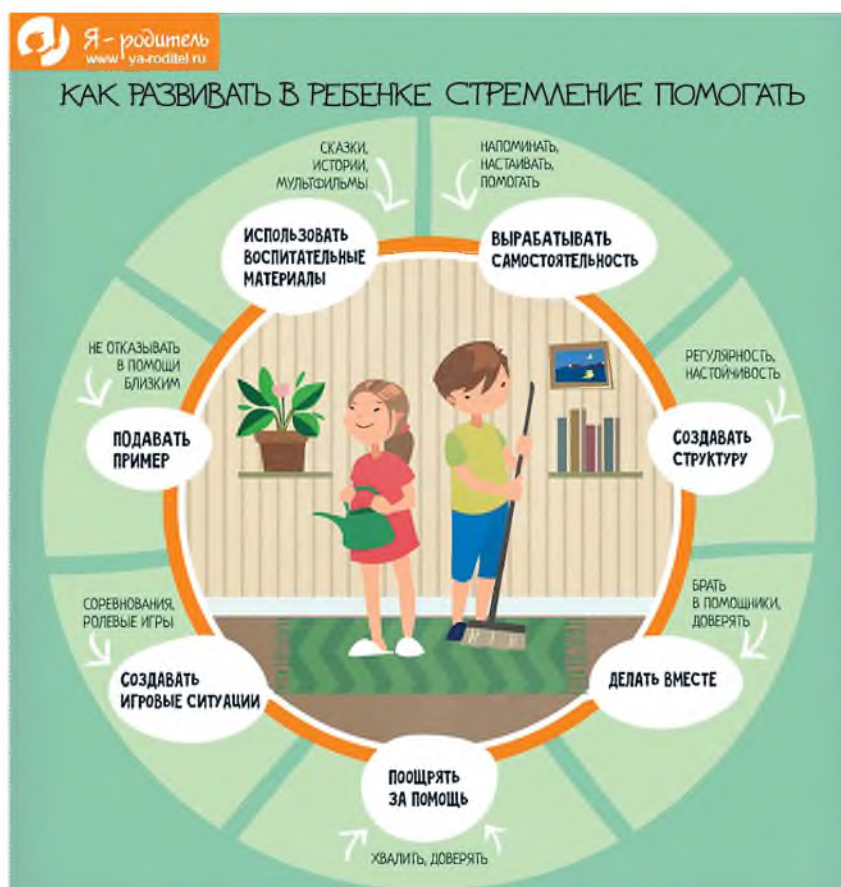 Я - родитель
www ya-roditel ru
КАК РАЗВИВАТЬ В РЕБЕНКЕ СТРЕМЛЕНИЕ ПОМОГАТЬ
СКАЗКИ,
ИСТОРИИ,
МУЛЬТФИЛЬМЫ
ИСПОЛЬЗОВАТЬ
ВОСПИТАТЕЛЬНЫЕ
МАТЕРИАЛЫ
НАПОМИНАТЬ,
НАСТАИВАТЬ,
ПОМОГАТЬ
ВЫРАБАТЫВАТЬ
САМОСТОЯТЕЛЬНОСТЬ
РЕГУЛЯРНОСТЬ,
НАСТОЙЧИВОСТЬ
СОЗДАВАТЬ
СТРУКТУРУ
БРАТЬ
В ПОМОЩНИКИ,
ДОВЕРЯТЬ
ДЕЛАТЬ ВМЕСТЕ
ПООЩРЯТЬ
ЗА ПОМОЩЬ
ХВАЛИТЬ, ДОВЕРЯТЬ
СОРЕВНОВАНИЯ,
РОЛЕВЫЕ ИГРЫ
СОЗДАВАТЬ
ИГРОВЫЕ СИТУАЦИИ
НЕ ОТКАЗЫВАТЬ
В ПОМОЩИ
БЛИЗКИМ
ПОДАВАТЬ
ПРИМЕР